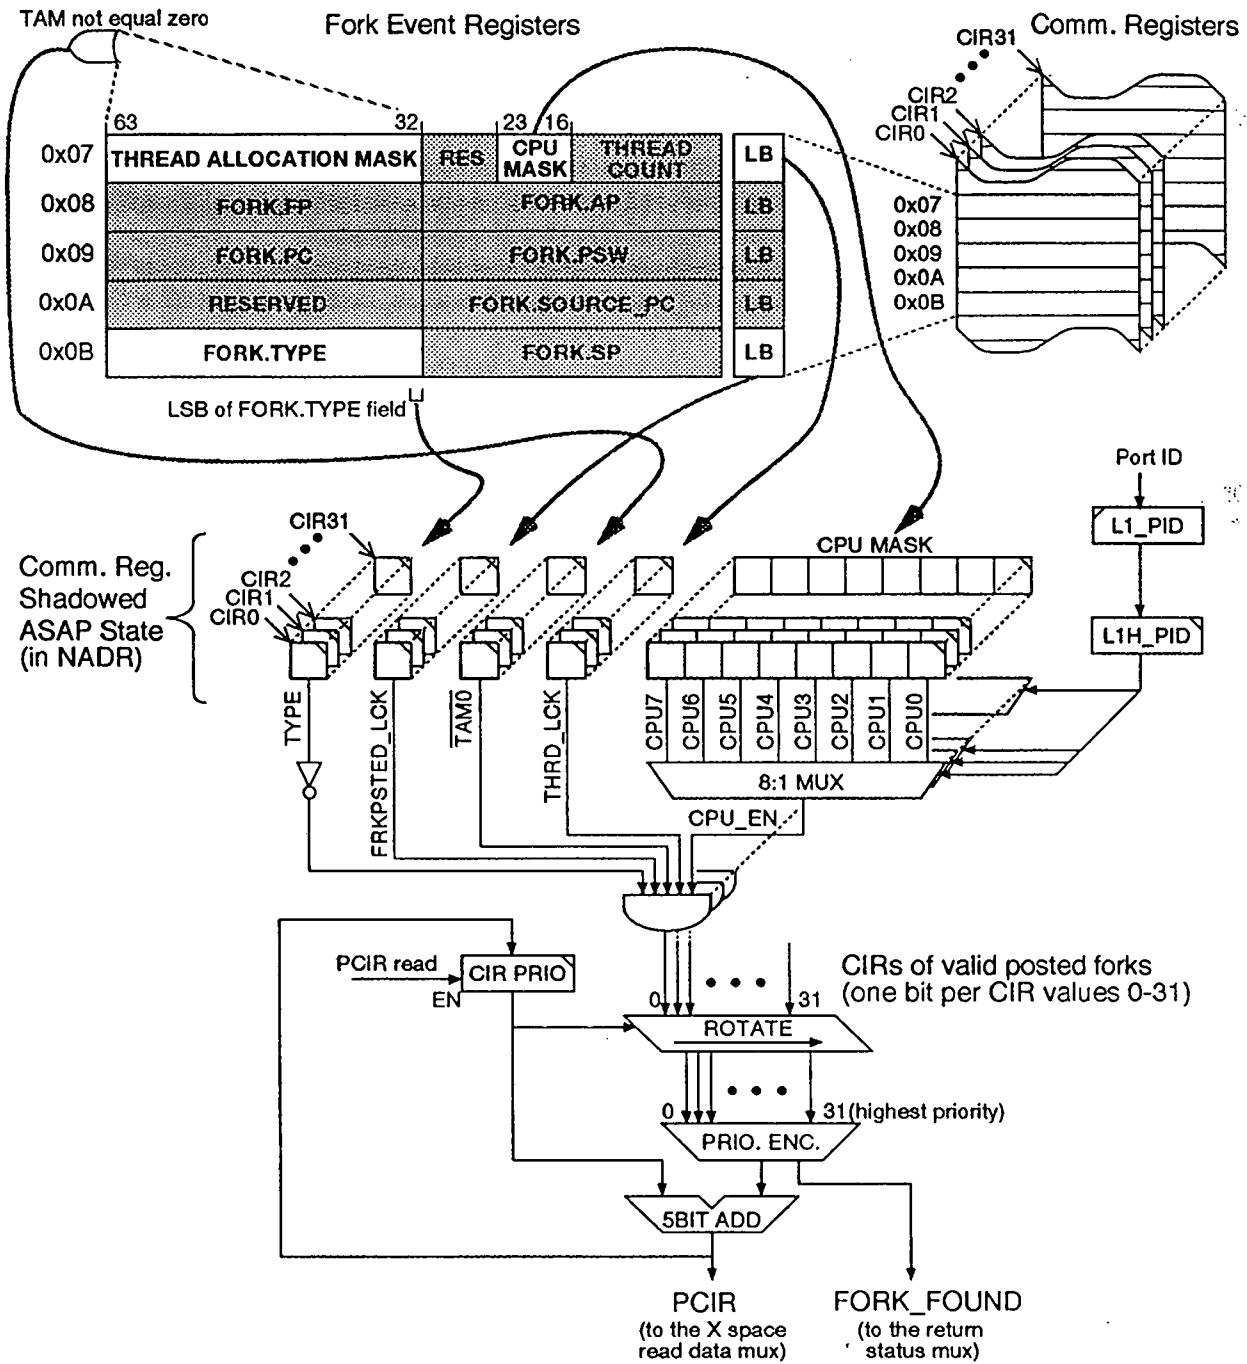 TAM not equal zero
Fork Event Registers
Comm. Registers
CIR31
CIR2
CIR1
CIR0
63 32 23 16
0x07 THREAD ALLOCATION MASK RES CPU MASK THREAD COUNT LB
0x08 FORK.FP FORK.AP LB
0x09 FORK.PC FORK.PSW LB
0x0A RESERVED FORK.SOURCE_PC LB
0x0B FORK.TYPE FORK.SP LB
0x07
0x08
0x09
0x0A
0x0B
LSB of FORK.TYPE field
Port ID
L1_PID
L1H_PID
CIR31
CIR2
CIR1
CIR0
Comm. Reg.
Shadowed
ASAP State
(in NADR)
CPU MASK
TYPE
FRKPSTED_LCK
TAM0
THRD_LCK
CPU7
CPU6
CPU5
CPU4
CPU3
CPU2
CPU1
CPU0
8:1 MUX
CPU_EN
PCIR read
EN
CIR PRIO
CIRs of valid posted forks
(one bit per CIR values 0-31)
0 31
ROTATE
0 31 (highest priority)
PRIO. ENC.
5BIT ADD
PCIR
(to the X space
read data mux)
FORK_FOUND
(to the return
status mux)